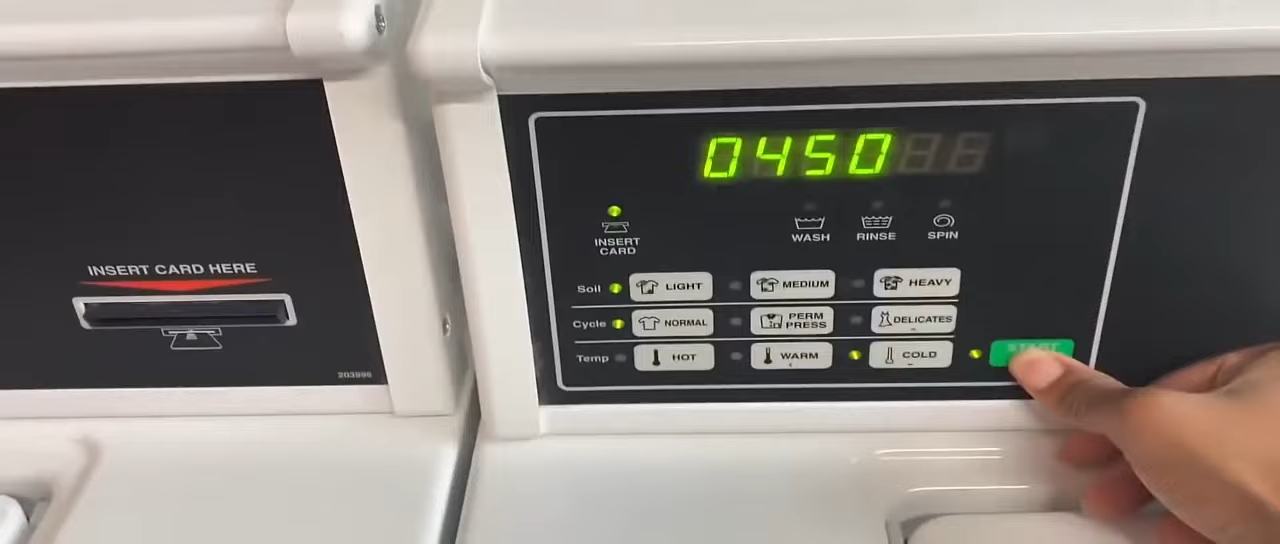 INSERT CARD HERE
203996
0450
INSERT
CARD
WASH
RINSE
SPIN
Soil
LIGHT
MEDIUM
HEAVY
Cycle
NORMAL
PERM
PRESS
DELICATES
Temp
HOT
WARM
COLD
START